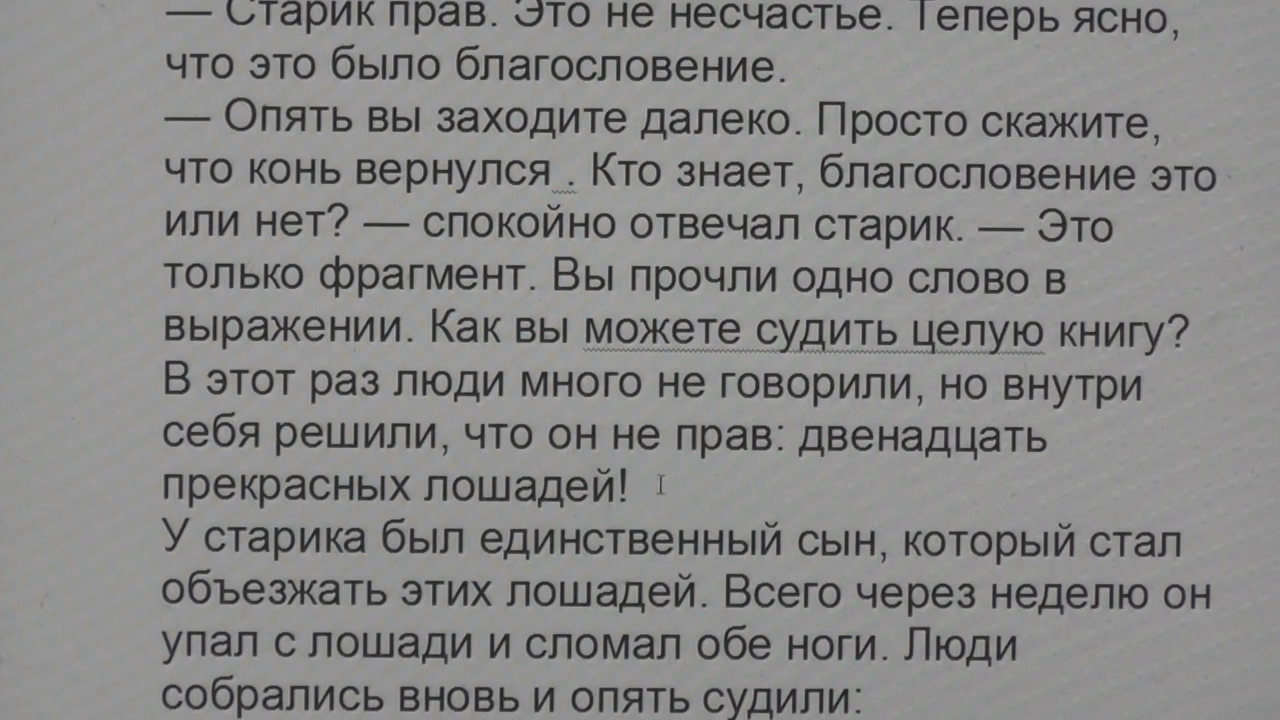 — Старик прав. Это не несчастье. Теперь ясно,
что это было благословение.
— Опять вы заходите далеко. Просто скажите,
что конь вернулся . Кто знает, благословение это
или нет? — спокойно отвечал старик. — Это
только фрагмент. Вы прочли одно слово в
выражении. Как вы можете судить целую книгу?
В этот раз люди много не говорили, но внутри
себя решили, что он не прав: двенадцать
прекрасных лошадей!
У старика был единственный сын, который стал
объезжать этих лошадей. Всего через неделю он
упал с лошади и сломал обе ноги. Люди
собрались вновь и опять судили: